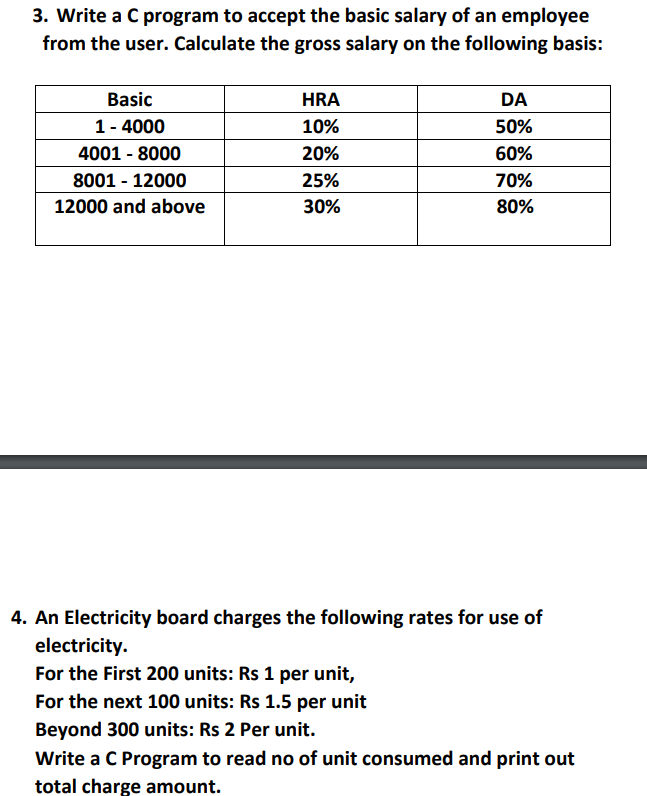 3. Write a C program to accept the basic salary of an employee
from the user. Calculate the gross salary on the following basis:
Basic HRA DA
1 - 4000 10% 50%
4001 - 8000 20% 60%
8001 - 12000 25% 70%
12000 and above 30% 80%
4. An Electricity board charges the following rates for use of
electricity.
For the First 200 units: Rs 1 per unit,
For the next 100 units: Rs 1.5 per unit
Beyond 300 units: Rs 2 Per unit.
Write a C Program to read no of unit consumed and print out
total charge amount.